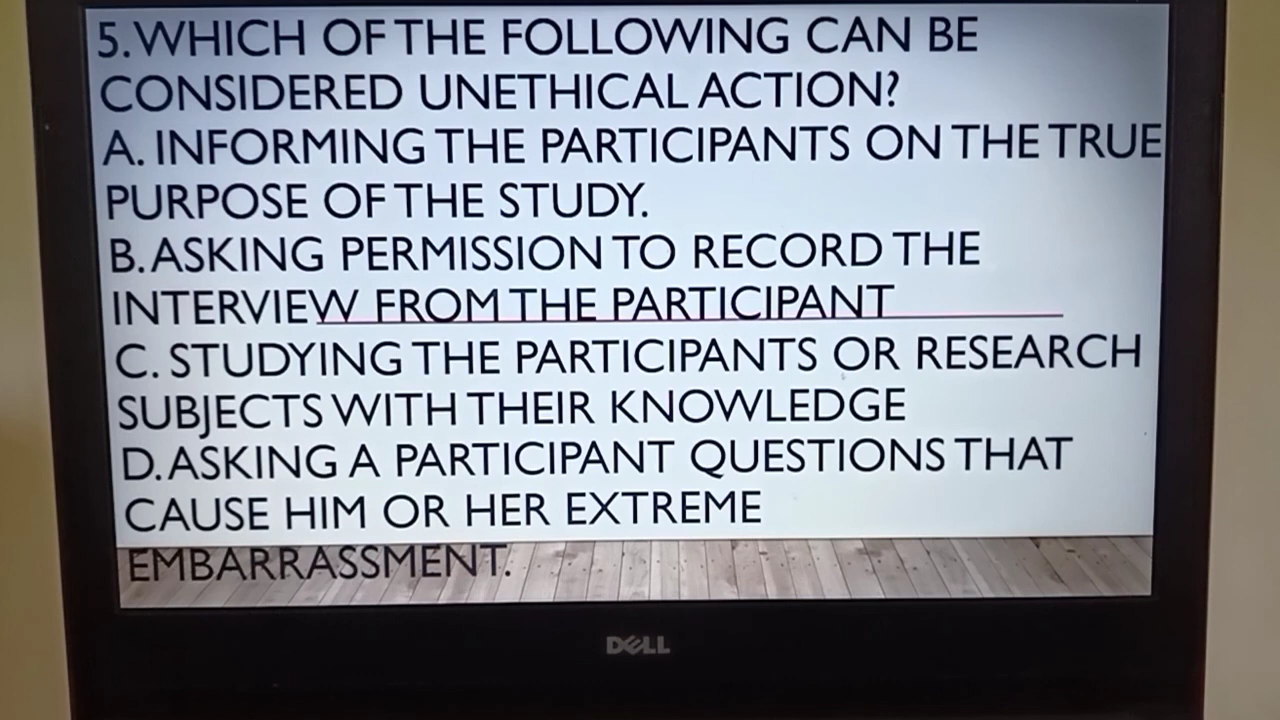 5. WHICH OF THE FOLLOWING CAN BE
CONSIDERED UNETHICAL ACTION?
A. INFORMING THE PARTICIPANTS ON THE TRUE
PURPOSE OF THE STUDY.
B. ASKING PERMISSION TO RECORD THE
INTERVIEW FROM THE PARTICIPANT
C. STUDYING THE PARTICIPANTS OR RESEARCH
SUBJECTS WITH THEIR KNOWLEDGE
D. ASKING A PARTICIPANT QUESTIONS THAT
CAUSE HIM OR HER EXTREME
EMBARRASSMENT.
DELL